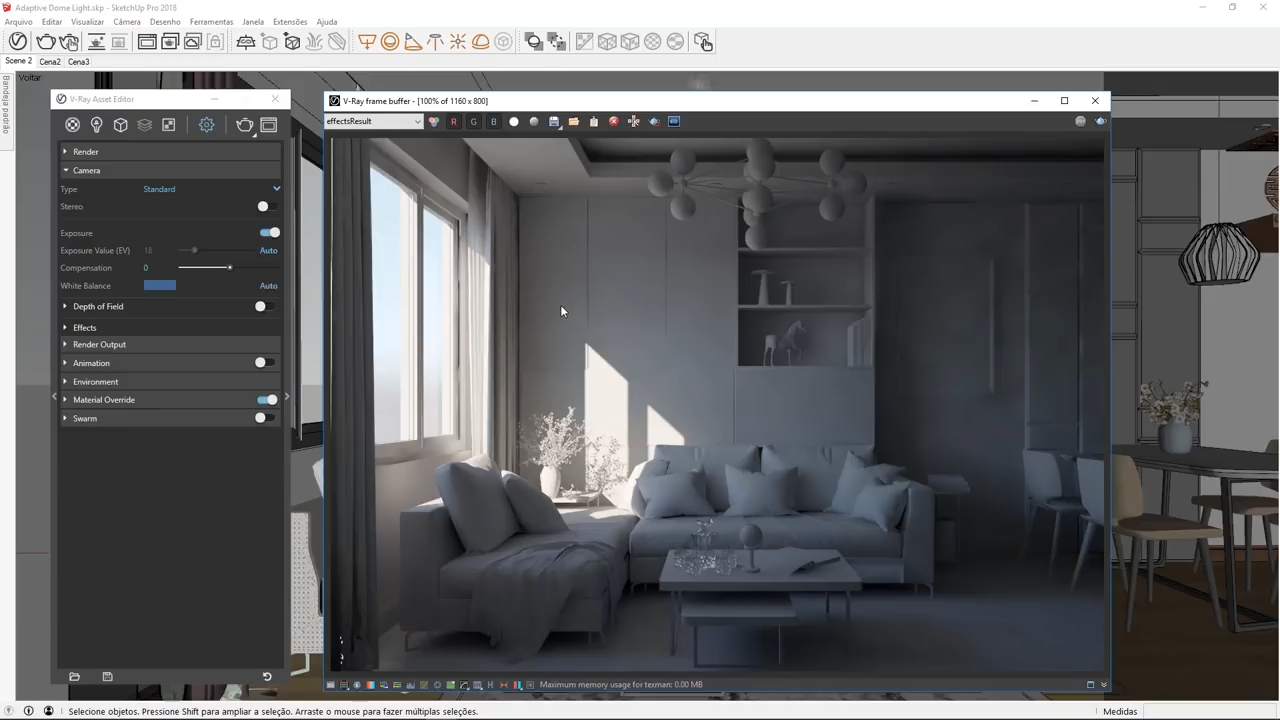 Adaptive Dome Light.skp - SketchUp Pro 2018
Arquivo Editar Visualizar Câmera Desenho Ferramentas Janela Extensões Ajuda
Scene 2 Cena2 Cena3
Voltar
Bandeja padrão
V-Ray Asset Editor
Render
Camera
Type Standard
Stereo
Exposure
Exposure Value (EV) 18 Auto
Compensation 0
White Balance Auto
Depth of Field
Effects
Render Output
Animation
Environment
Material Override
Swarm
V-Ray frame buffer - [100% of 1160 x 800]
effectsResult R G B
Maximum memory usage for texman: 0.00 MB
Selecione objetos. Pressione Shift para ampliar a seleção. Arraste o mouse para fazer múltiplas seleções.
Medidas